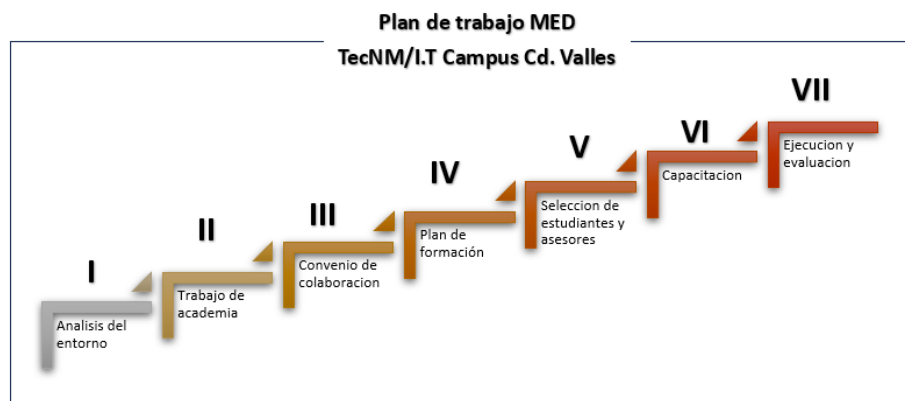 Plan de trabajo MED
TecNM/I.T Campus Cd. Valles
I
Analisis del
entorno
II
Trabajo de
academia
III
Convenio de
colaboracion
IV
Plan de
formación
V
Seleccion de
estudiantes y
asesores
VI
Capacitacion
VII
Ejecucion y
evaluacion